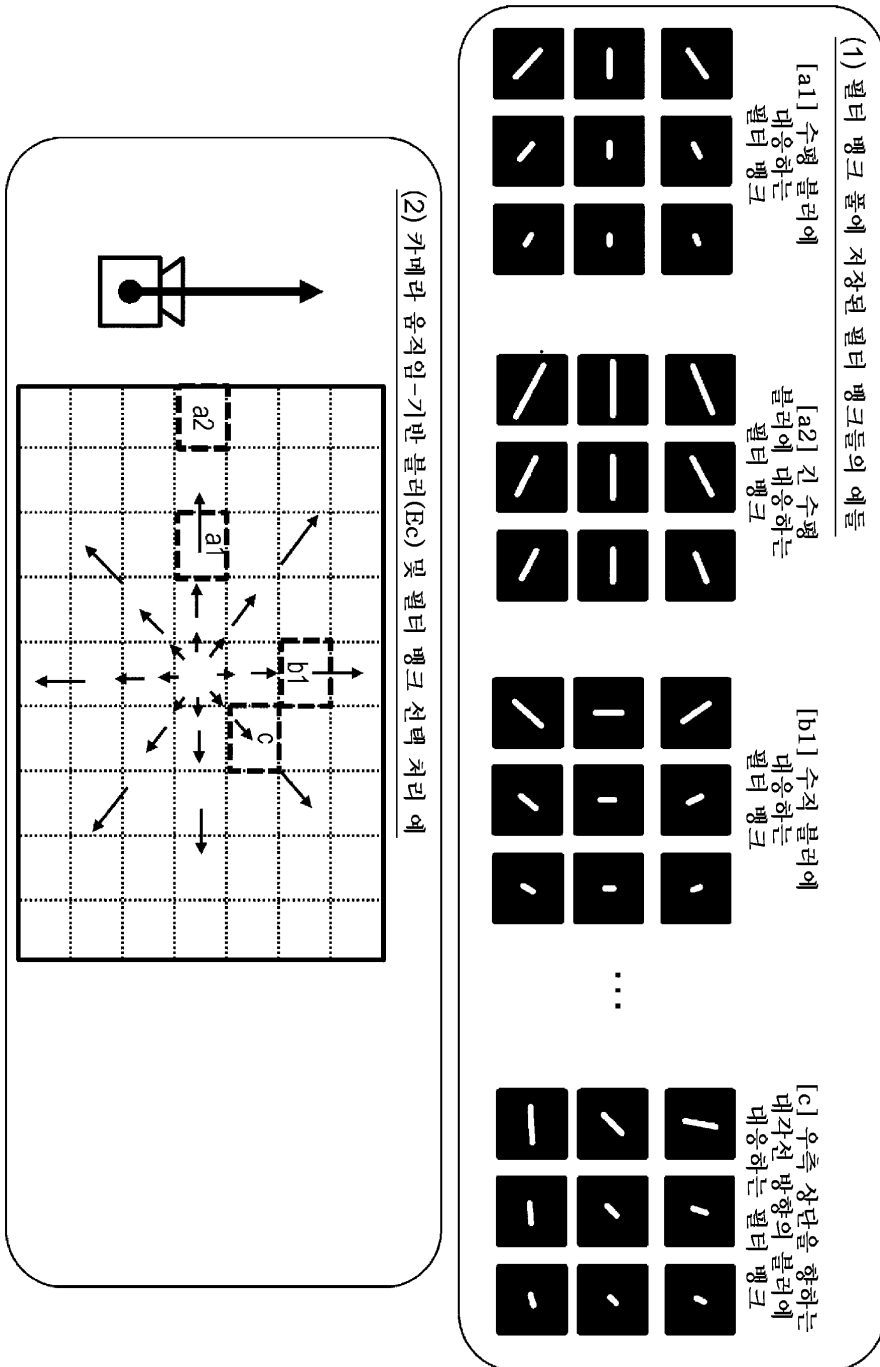 (1) 필터 뱅크 풀에 저장된 필터 뱅크들의 예들
[a1] 수평 블러에
대응하는
필터 뱅크
[a2] 긴 수평
블러에 대응하는
필터 뱅크
[b1] 수직 블러에
대응하는
필터 뱅크
...
[c] 우측 상단을 향하는
대각선 방향의 블러에
대응하는 필터 뱅크
(2) 카메라 움직임-기반 블러(Ec) 및 필터 뱅크 선택 처리 예
b1
c
a2
a1